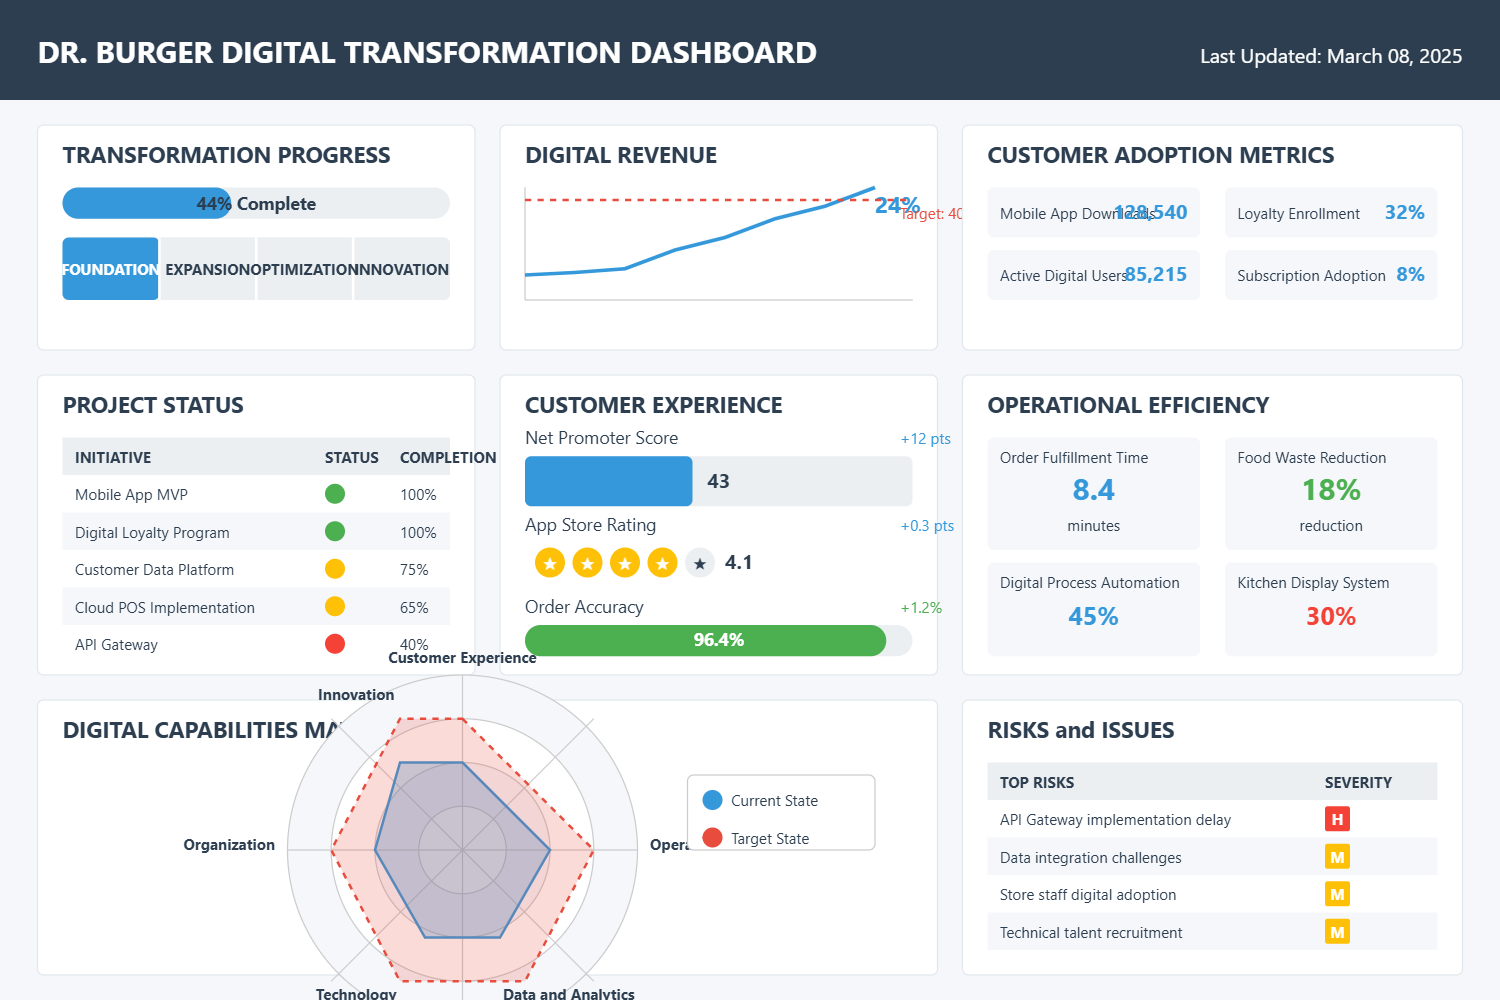 DR. BURGER DIGITAL TRANSFORMATION DASHBOARD
Last Updated: March 08, 2025
TRANSFORMATION PROGRESS
44% Complete
FOUNDATION EXPANSION OPTIMIZATION INNOVATION
DIGITAL REVENUE
24%
Target: 40
CUSTOMER ADOPTION METRICS
Mobile App Downloads 128,540
Loyalty Enrollment 32%
Active Digital Users 85,215
Subscription Adoption 8%
PROJECT STATUS
INITIATIVE STATUS COMPLETION
Mobile App MVP 100%
Digital Loyalty Program 100%
Customer Data Platform 75%
Cloud POS Implementation 65%
API Gateway 40%
CUSTOMER EXPERIENCE
Net Promoter Score +12 pts
43
App Store Rating +0.3 pts
4.1
Order Accuracy +1.2%
96.4%
OPERATIONAL EFFICIENCY
Order Fulfillment Time
8.4
minutes
Food Waste Reduction
18%
reduction
Digital Process Automation
45%
Kitchen Display System
30%
DIGITAL CAPABILITIES MA
Customer Experience
Innovation
Organization
Opera
Technology
Data and Analytics
Current State
Target State
RISKS and ISSUES
TOP RISKS SEVERITY
API Gateway implementation delay H
Data integration challenges M
Store staff digital adoption M
Technical talent recruitment M